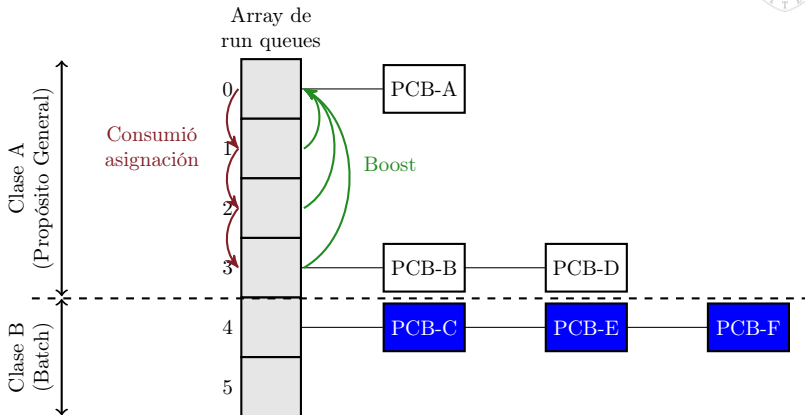 Array de
run queues
Clase A
(Propósito General)
0
PCB-A
Consumió
asignación
1
Boost
2
3
PCB-B
PCB-D
Clase B
(Batch)
4
PCB-C
PCB-E
PCB-F
5